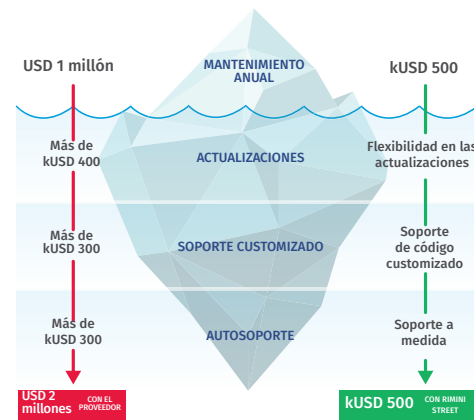 USD 1 millón
MANTENIMIENTO
ANUAL
kUSD 500
Más de
kUSD 400
ACTUALIZACIONES
Flexibilidad en las
actualizaciones
Más de
kUSD 300
SOPORTE CUSTOMIZADO
Soporte
de código
customizado
Más de
kUSD 300
AUTOSOPORTE
Soporte a
medida
USD 2
millones
CON EL
PROVEEDOR
kUSD 500
CON RIMINI
STREET